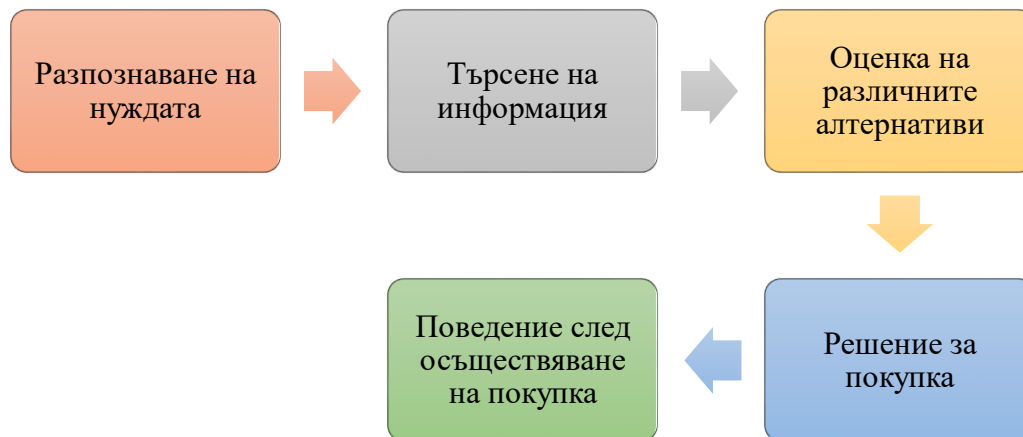 Разпознаване на
нуждата
Търсене на
информация
Оценка на
различните
алтернативи
Решение за
покупка
Поведение след
осъществяване
на покупка